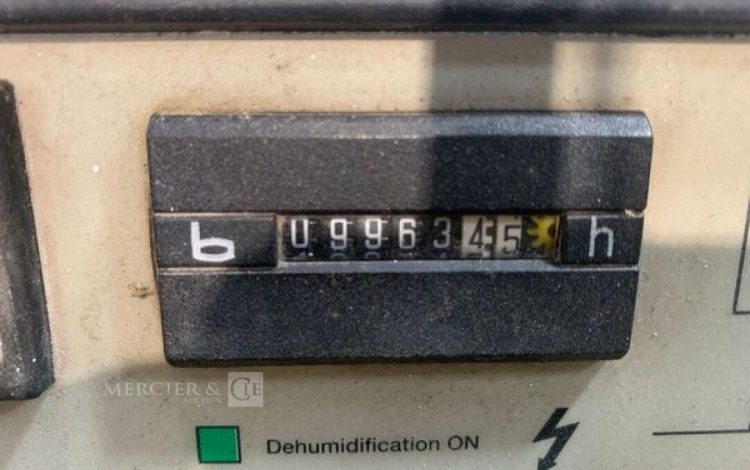 b 0996345 h
MERCIER & CIE
AUCTION
Dehumidification ON